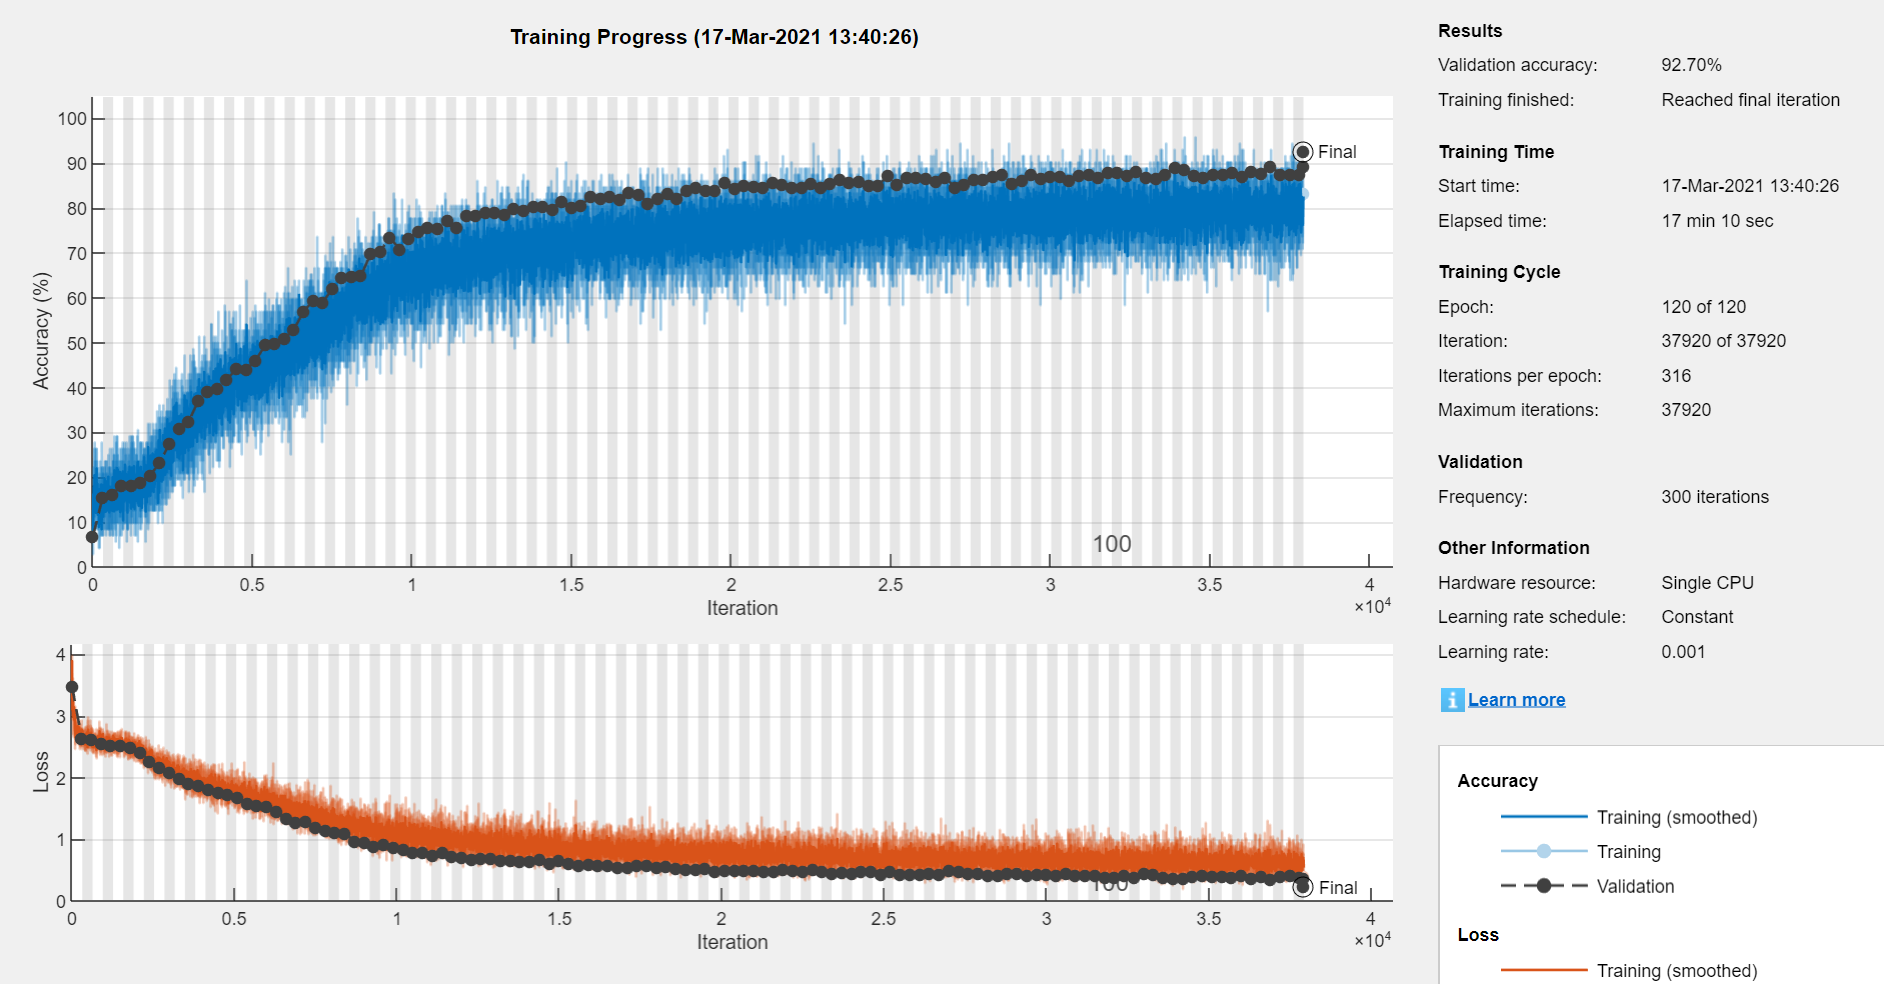 Training Progress (17-Mar-2021 13:40:26)
100
90
80
70
60
50
40
30
20
10
0
Accuracy (%)
Final
100
0 0.5 1 1.5 2 2.5 3 3.5 4
×10⁴
Iteration
4
3
2
1
0
Loss
Final
100
0 0.5 1 1.5 2 2.5 3 3.5 4
×10⁴
Iteration
Results
Validation accuracy: 92.70%
Training finished: Reached final iteration
Training Time
Start time: 17-Mar-2021 13:40:26
Elapsed time: 17 min 10 sec
Training Cycle
Epoch: 120 of 120
Iteration: 37920 of 37920
Iterations per epoch: 316
Maximum iterations: 37920
Validation
Frequency: 300 iterations
Other Information
Hardware resource: Single CPU
Learning rate schedule: Constant
Learning rate: 0.001
i Learn more
Accuracy
Training (smoothed)
Training
Validation
Loss
Training (smoothed)